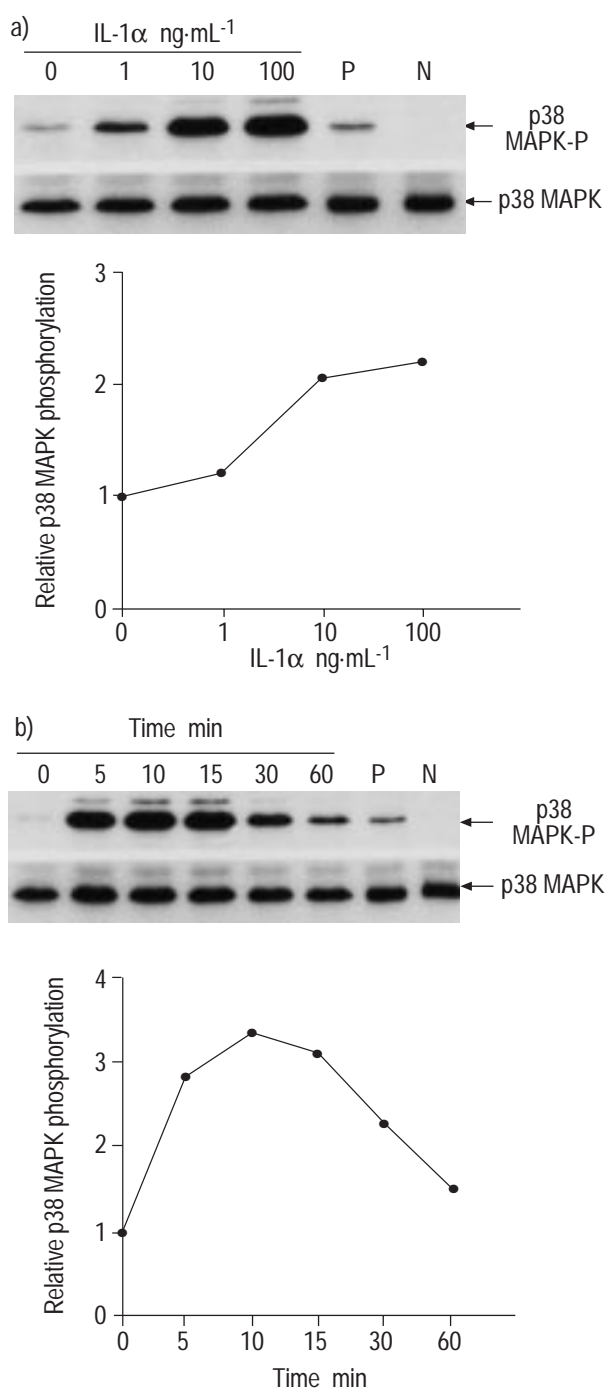 a)
IL-1α ng·mL⁻¹
0 1 10 100 P N
p38
MAPK-P
p38 MAPK
3
2
1
0
Relative p38 MAPK phosphorylation
0 1 10 100
IL-1α ng·mL⁻¹
b)
Time min
0 5 10 15 30 60 P N
p38
MAPK-P
p38 MAPK
4
3
2
1
0
Relative p38 MAPK phosphorylation
0 5 10 15 30 60
Time min